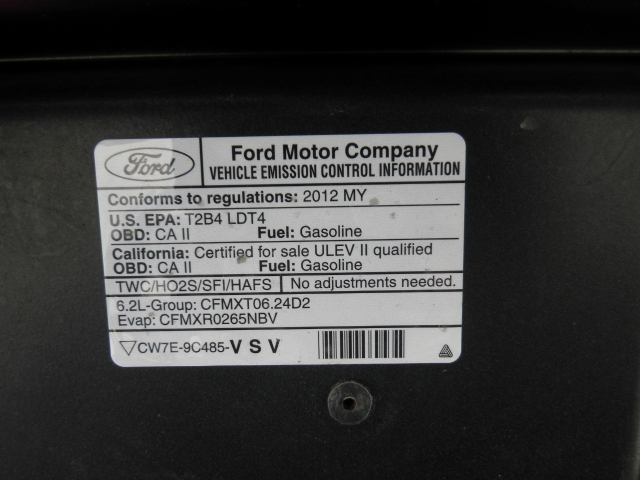 Ford
Ford Motor Company
VEHICLE EMISSION CONTROL INFORMATION
Conforms to regulations: 2012 MY
U.S. EPA: T2B4 LDT4
OBD: CA II Fuel: Gasoline
California: Certified for sale ULEV II qualified
OBD: CA II Fuel: Gasoline
TWC/HO2S/SFI/HAFS No adjustments needed.
6.2L-Group: CFMXT06.24D2
Evap: CFMXR0265NBV
CW7E-9C485-V S V